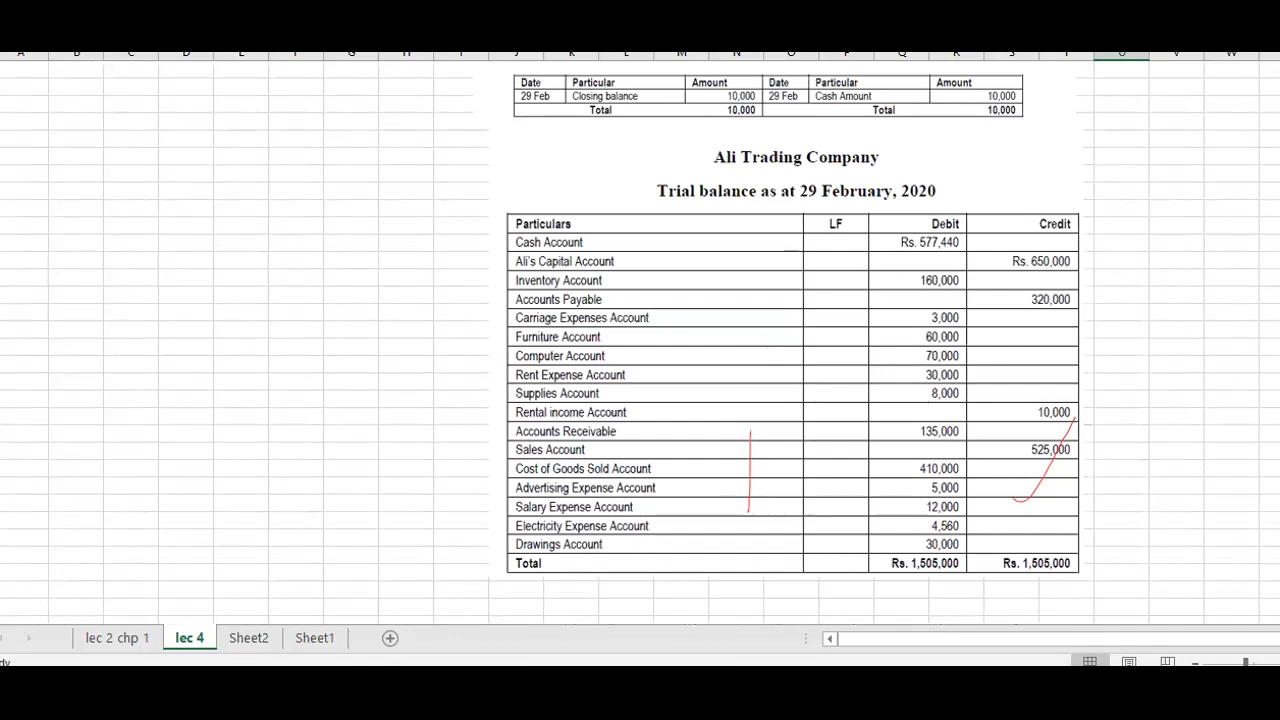 Date Particular Amount Date Particular Amount
29 Feb Closing balance 10,000 29 Feb Cash Amount 10,000
Total 10,000 Total 10,000
Ali Trading Company
Trial balance as at 29 February, 2020
Particulars LF Debit Credit
Cash Account Rs. 577,440
Ali's Capital Account Rs. 650,000
Inventory Account 160,000
Accounts Payable 320,000
Carriage Expenses Account 3,000
Furniture Account 60,000
Computer Account 70,000
Rent Expense Account 30,000
Supplies Account 8,000
Rental income Account 10,000
Accounts Receivable 135,000
Sales Account 525,000
Cost of Goods Sold Account 410,000
Advertising Expense Account 5,000
Salary Expense Account 12,000
Electricity Expense Account 4,560
Drawings Account 30,000
Total Rs. 1,505,000 Rs. 1,505,000
lec 2 chp 1 lec 4 Sheet2 Sheet1